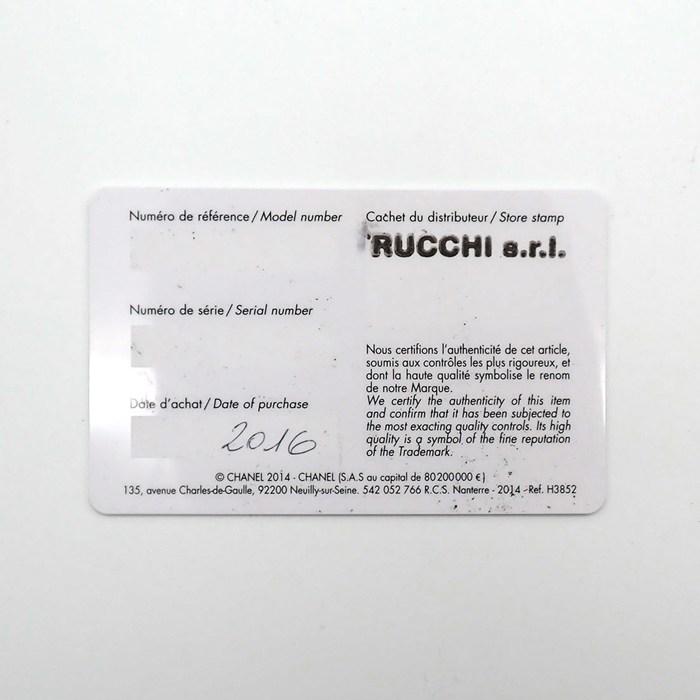 Numéro de référence / Model number
Cachet du distributeur / Store stamp
RUCCHI s.r.l.
Numéro de série / Serial number
Nous certifions l'authenticité de cet article,
soumis aux contrôles les plus rigoureux, et
dont la haute qualité symbolise le renom
de notre Marque.
We certify the authenticity of this item
and confirm that it has been subjected to
the most exacting quality controls. Its high
quality is a symbol of the fine reputation
of the Trademark.
Date d'achat / Date of purchase
2016
© CHANEL 2014 - CHANEL (S.A.S au capital de 80 200 000 €)
135, avenue Charles-de-Gaulle, 92200 Neuilly-sur-Seine. 542 052 766 R.C.S. Nanterre - 2014 - Ref. H3852